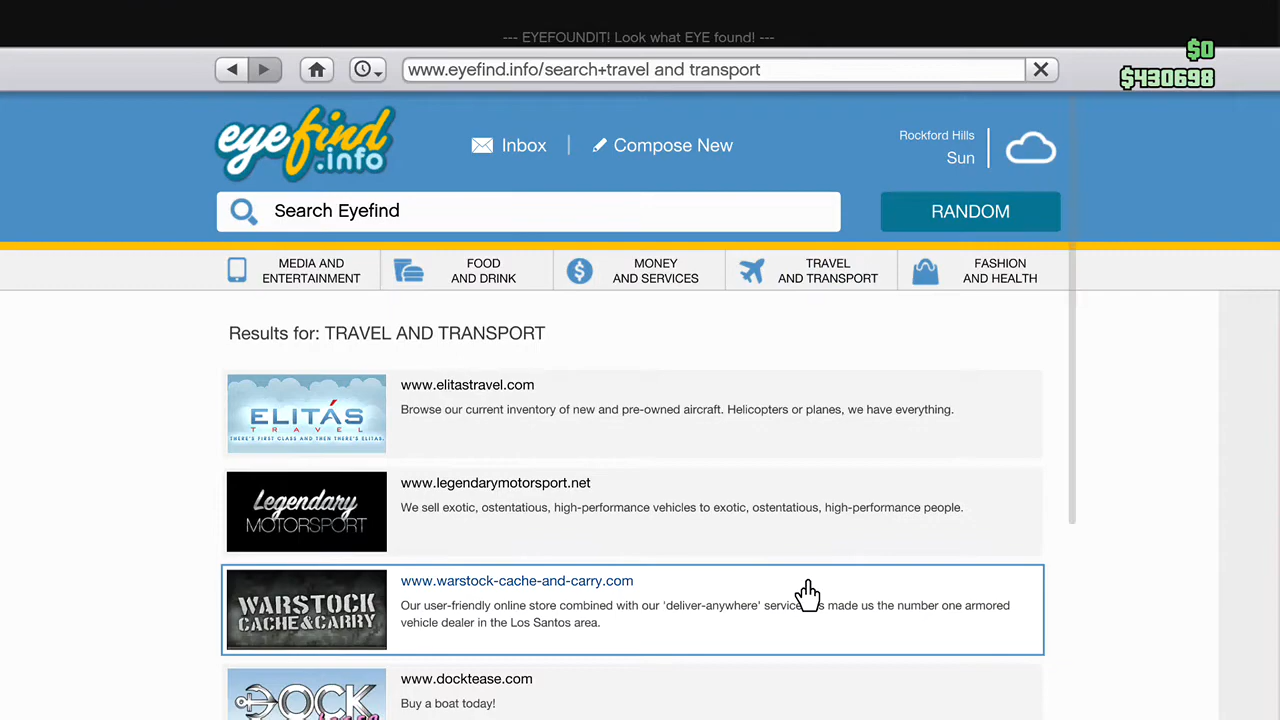 --- EYEFOUNDIT! Look what EYE found! ---
$0
www.eyefind.info/search+travel and transport
$430698
eyefind
.info
Inbox
Compose New
Rockford Hills
Sun
Search Eyefind
RANDOM
MEDIA AND
ENTERTAINMENT
FOOD
AND DRINK
MONEY
AND SERVICES
TRAVEL
AND TRANSPORT
FASHION
AND HEALTH
Results for: TRAVEL AND TRANSPORT
ELITÁS
TRAVEL
THERE'S FIRST CLASS AND THEN THERE'S ELITAS.
www.elitastravel.com
Browse our current inventory of new and pre-owned aircraft. Helicopters or planes, we have everything.
Legendary
MOTORSPORT
www.legendarymotorsport.net
We sell exotic, ostentatious, high-performance vehicles to exotic, ostentatious, high-performance people.
WARSTOCK
CACHE&CARRY
www.warstock-cache-and-carry.com
Our user-friendly online store combined with our 'deliver-anywhere' service made us the number one armored
vehicle dealer in the Los Santos area.
DOCK
www.docktease.com
Buy a boat today!